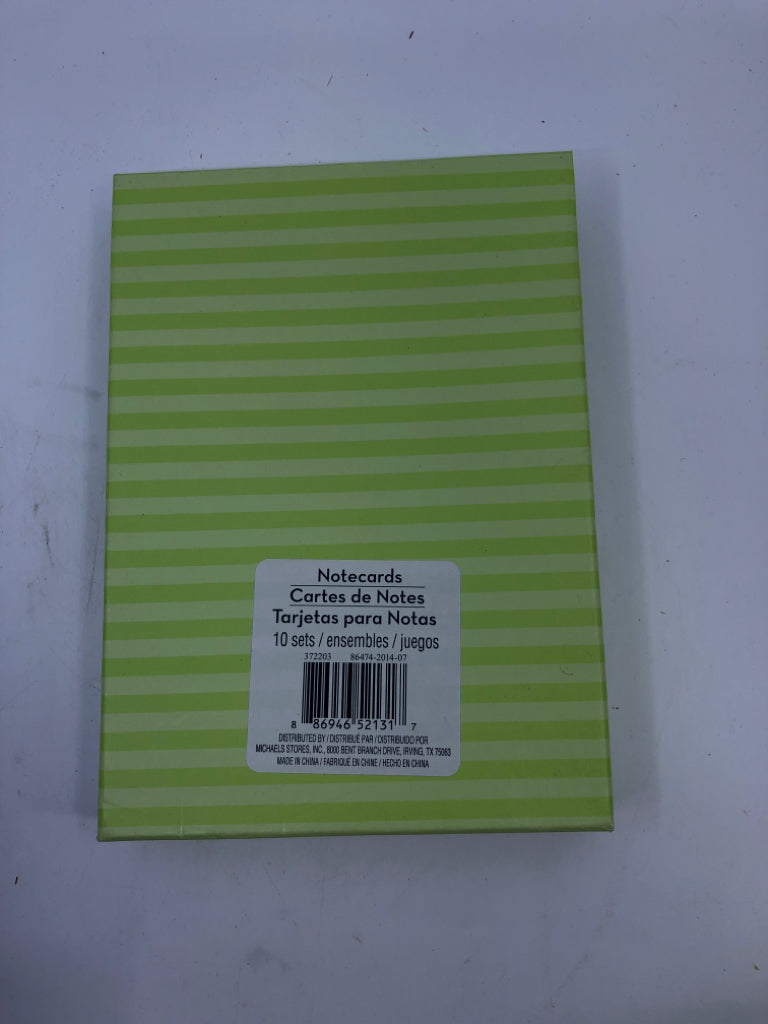 Notecards
Cartes de Notes
Tarjetas para Notas
10 sets / ensembles / juegos
372203 86474-2014-07
8 86946 52131 7
DISTRIBUTED BY / DISTRIBUÉ PAR / DISTRIBUIDO POR
MICHAELS STORES, INC., 8000 BENT BRANCH DRIVE, IRVING, TX 75063
MADE IN CHINA / FABRIQUÉ EN CHINE / HECHO EN CHINA